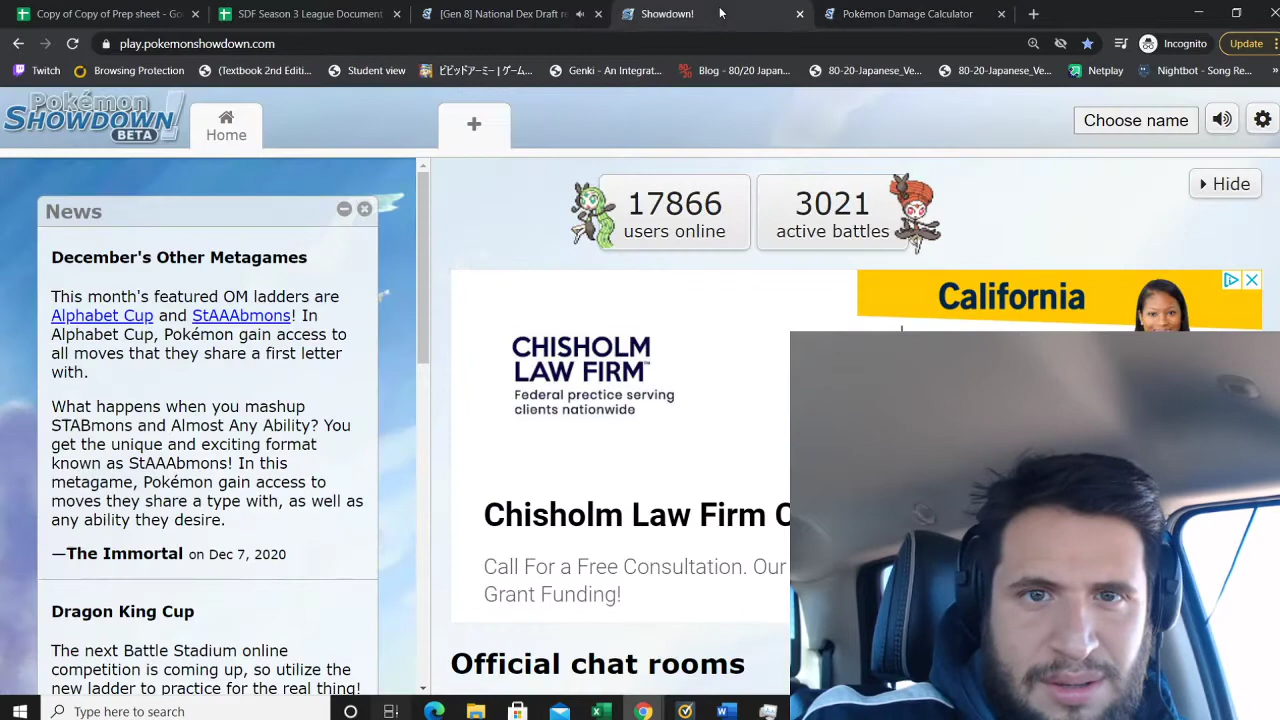 Copy of Copy of Prep sheet - Go
SDF Season 3 League Document
[Gen 8] National Dex Draft re
Showdown!
Pokémon Damage Calculator
play.pokemonshowdown.com
Incognito
Update
Twitch
Browsing Protection
(Textbook 2nd Editi...
Student view
ビビッドアーミー | ゲーム...
Genki - An Integrat...
Blog - 80/20 Japan...
80-20-Japanese_Ve...
80-20-Japanese_Ve...
Netplay
Nightbot - Song Re...
Pokémon
SHOWDOWN!
BETA
Home
Choose name
17866
users online
3021
active battles
Hide
News
December's Other Metagames
This month's featured OM ladders are
Alphabet Cup and StAAAbmons! In
Alphabet Cup, Pokémon gain access to
all moves that they share a first letter
with.
What happens when you mashup
STABmons and Almost Any Ability? You
get the unique and exciting format
known as StAAAbmons! In this
metagame, Pokémon gain access to
moves they share a type with, as well as
any ability they desire.
—The Immortal on Dec 7, 2020
Dragon King Cup
The next Battle Stadium online
competition is coming up, so utilize the
new ladder to practice for the real thing!
California
CHISHOLM
LAW FIRM™
Federal prectice serving
clients nationwide
Chisholm Law Firm C
Call For a Free Consultation. Our
Grant Funding!
Official chat rooms
Type here to search